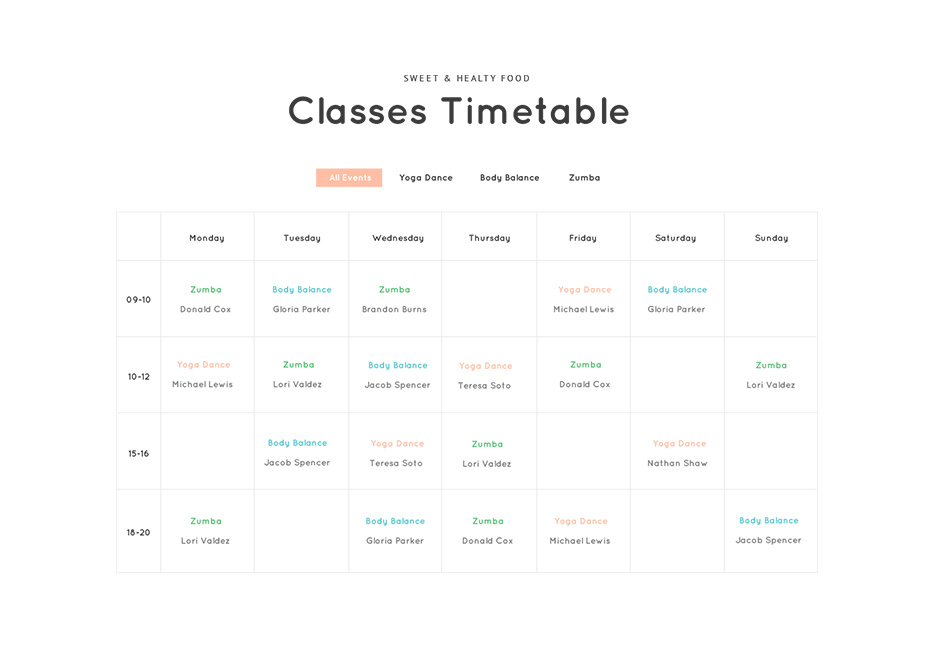 SWEET & HEALTY FOOD
Classes Timetable
All Events Yoga Dance Body Balance Zumba
Monday Tuesday Wednesday Thursday Friday Saturday Sunday
Zumba Body Balance Zumba Yoga Dance Body Balance
09-10
Donald Cox Gloria Parker Brandon Burns Michael Lewis Gloria Parker
Yoga Dance Zumba Body Balance Yoga Dance Zumba Zumba
10-12
Michael Lewis Lori Valdez Jacob Spencer Teresa Soto Donald Cox Lori Valdez
Body Balance Yoga Dance Zumba Yoga Dance
15-16
Jacob Spencer Teresa Soto Lori Valdez Nathan Shaw
Zumba Body Balance Zumba Yoga Dance Body Balance
18-20
Lori Valdez Gloria Parker Donald Cox Michael Lewis Jacob Spencer